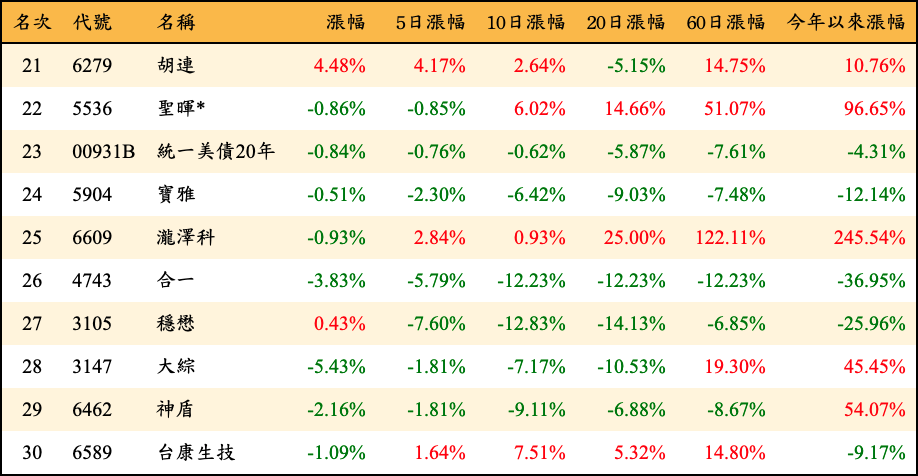 名次 代號 名稱 漲幅 5日漲幅 10日漲幅 20日漲幅 60日漲幅 今年以來漲幅
21 6279 胡連 4.48% 4.17% 2.64% -5.15% 14.75% 10.76%
22 5536 聖暉* -0.86% -0.85% 6.02% 14.66% 51.07% 96.65%
23 00931B 統一美債20年 -0.84% -0.76% -0.62% -5.87% -7.61% -4.31%
24 5904 寶雅 -0.51% -2.30% -6.42% -9.03% -7.48% -12.14%
25 6609 瀧澤科 -0.93% 2.84% 0.93% 25.00% 122.11% 245.54%
26 4743 合一 -3.83% -5.79% -12.23% -12.23% -12.23% -36.95%
27 3105 穩懋 0.43% -7.60% -12.83% -14.13% -6.85% -25.96%
28 3147 大綜 -5.43% -1.81% -7.17% -10.53% 19.30% 45.45%
29 6462 神盾 -2.16% -1.81% -9.11% -6.88% -8.67% 54.07%
30 6589 台康生技 -1.09% 1.64% 7.51% 5.32% 14.80% -9.17%